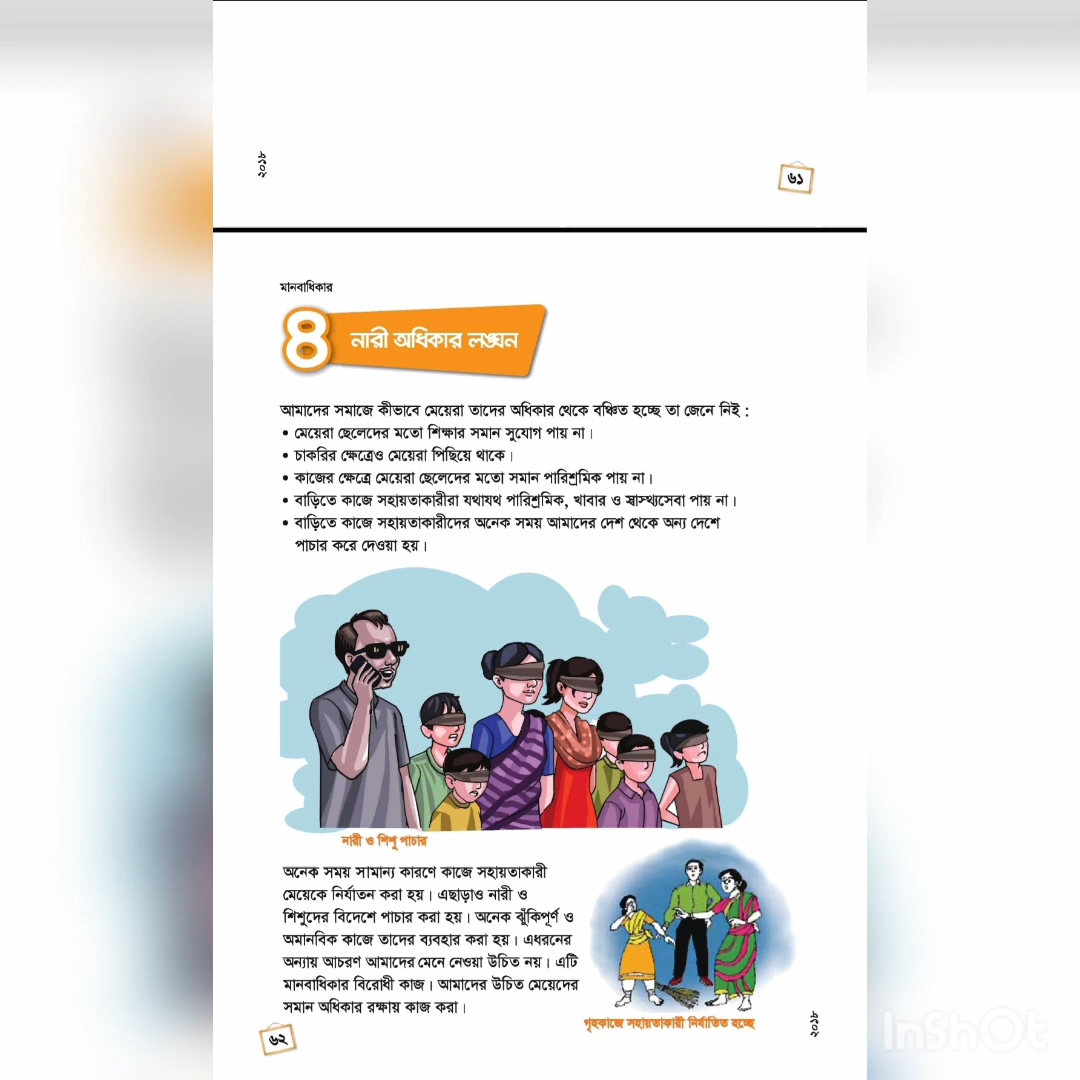 ২০১৮
৬১
মানবাধিকার
৪ নারী অধিকার লঙ্ঘন
আমাদের সমাজে কীভাবে মেয়েরা তাদের অধিকার থেকে বঞ্চিত হচ্ছে তা জেনে নিই :
• মেয়েরা ছেলেদের মতো শিক্ষার সমান সুযোগ পায় না।
• চাকরির ক্ষেত্রেও মেয়েরা পিছিয়ে থাকে।
• কাজের ক্ষেত্রে মেয়েরা ছেলেদের মতো সমান পারিশ্রমিক পায় না।
• বাড়িতে কাজে সহায়তাকারীরা যথাযথ পারিশ্রমিক, খাবার ও স্বাস্থ্যসেবা পায় না।
• বাড়িতে কাজে সহায়তাকারীদের অনেক সময় আমাদের দেশ থেকে অন্য দেশে
পাচার করে দেওয়া হয়।
নারী ও শিশু পাচার
অনেক সময় সামান্য কারণে কাজে সহায়তাকারী
মেয়েকে নির্যাতন করা হয়। এছাড়াও নারী ও
শিশুদের বিদেশে পাচার করা হয়। অনেক ঝুঁকিপূর্ণ ও
অমানবিক কাজে তাদের ব্যবহার করা হয়। এধরনের
অন্যায় আচরণ আমাদের মেনে নেওয়া উচিত নয়। এটি
মানবাধিকার বিরোধী কাজ। আমাদের উচিত মেয়েদের
সমান অধিকার রক্ষায় কাজ করা।
গৃহকাজে সহায়তাকারী নির্যাতিত হচ্ছে
২০১৮
৬২
InShOt